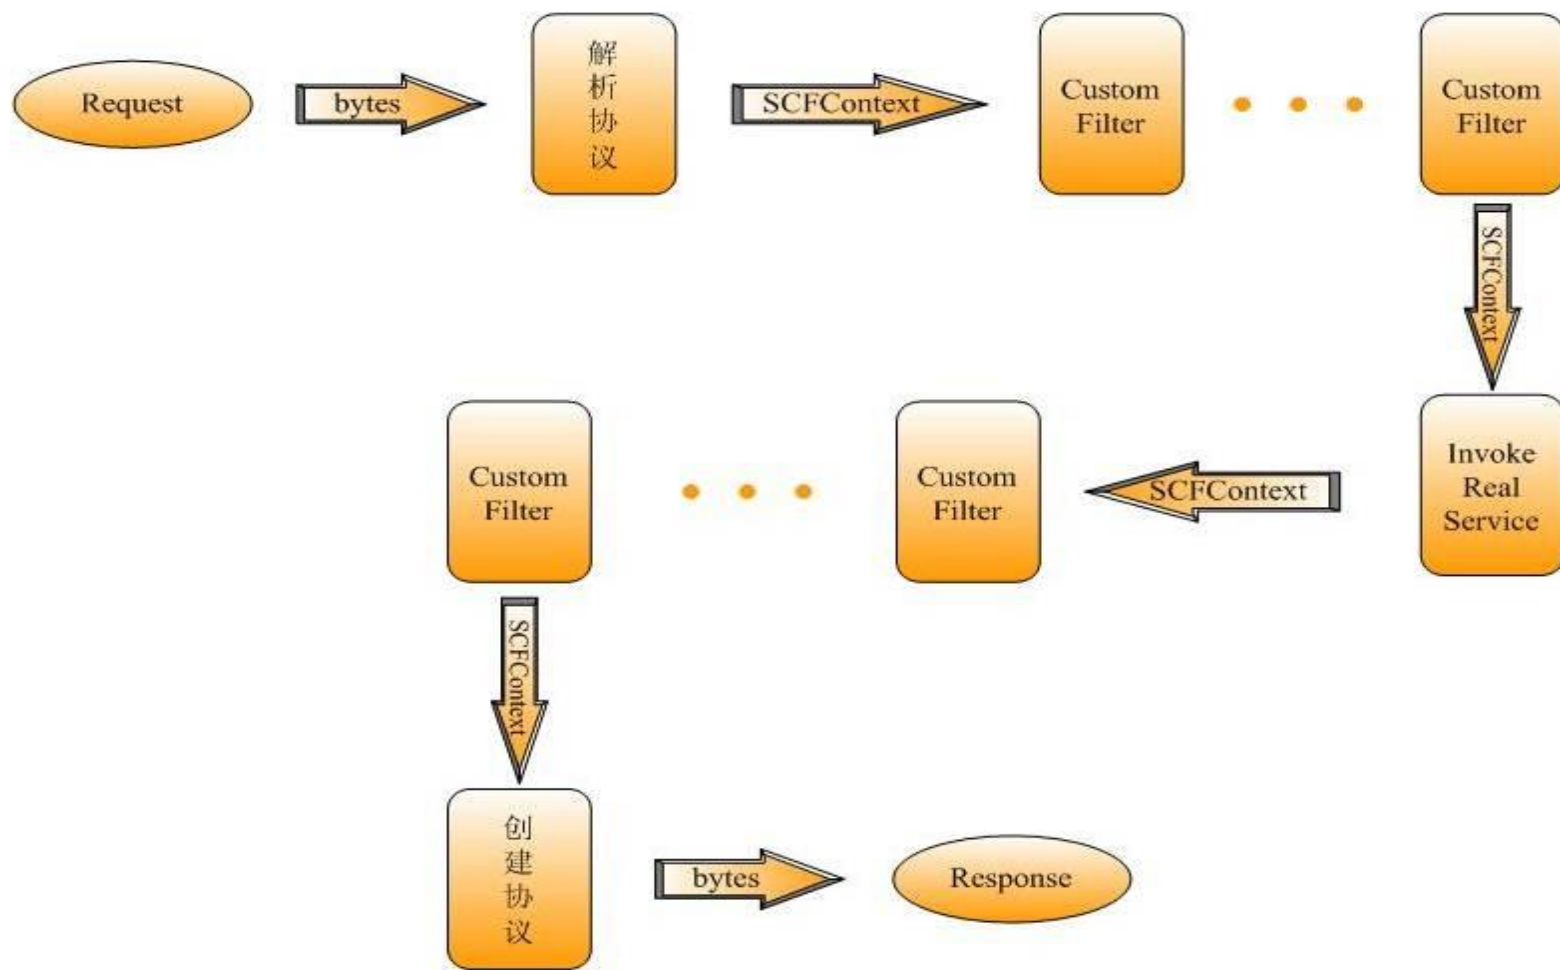 Request
bytes
解析协议
SCFContext
Custom
Filter
Custom
Filter
SCFContext
Invoke
Real
Service
SCFContext
Custom
Filter
Custom
Filter
SCFContext
创建协议
bytes
Response